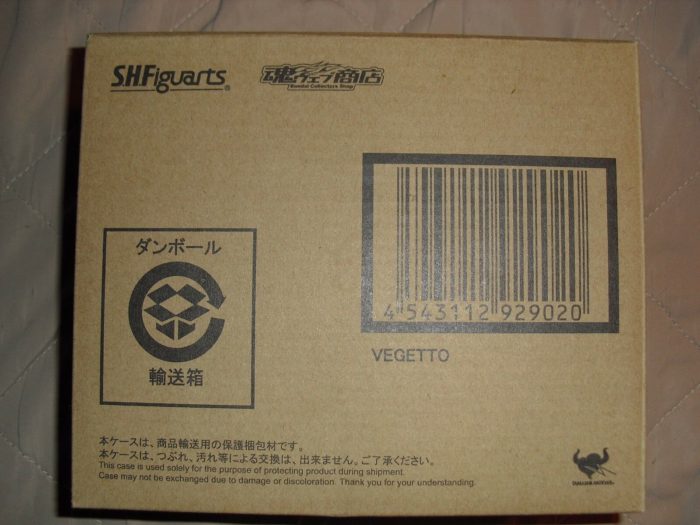 S.H.Figuarts®
魂ウェブ商店
Bandai Collectors Shop
4 543112 929020
VEGETTO
ダンボール
輸送箱
本ケースは、商品輸送用の保護梱包材です。
本ケースは、つぶれ、汚れ等による交換は、出来ません。ご了承ください。
This case is used solely for the purpose of protecting product during shipment.
Case may not be exchanged due to damage or discoloration. Thank you for your understanding.